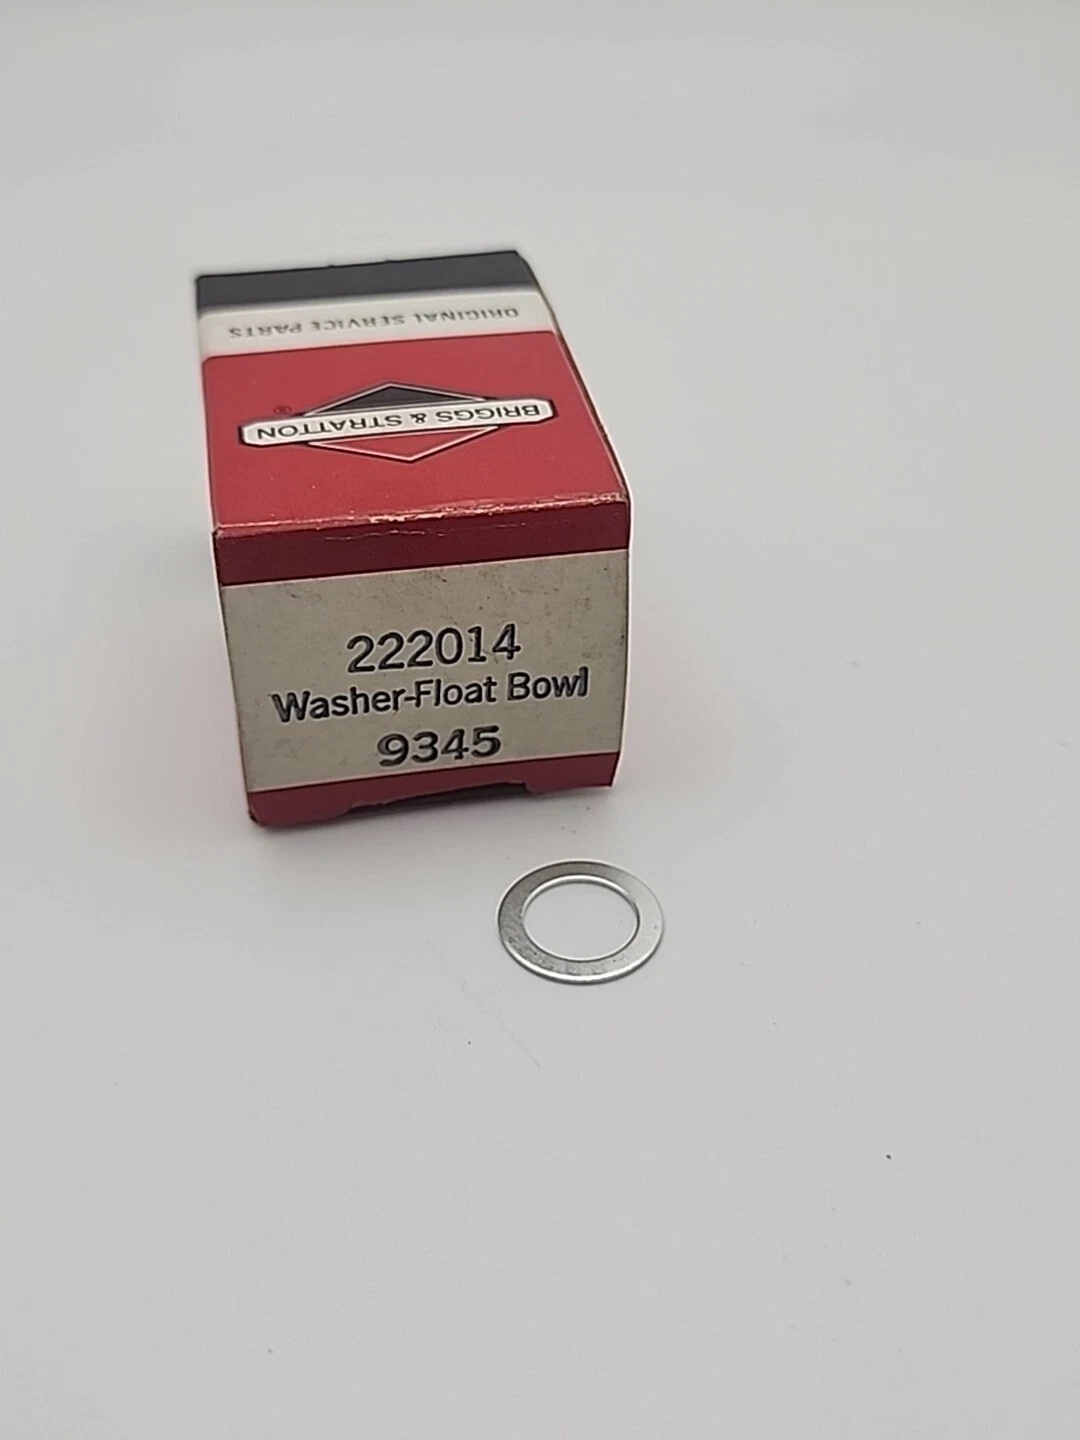 ORIGINAL SERVICE PARTS
BRIGGS & STRATTON ®
222014
Washer-Float Bowl
9345